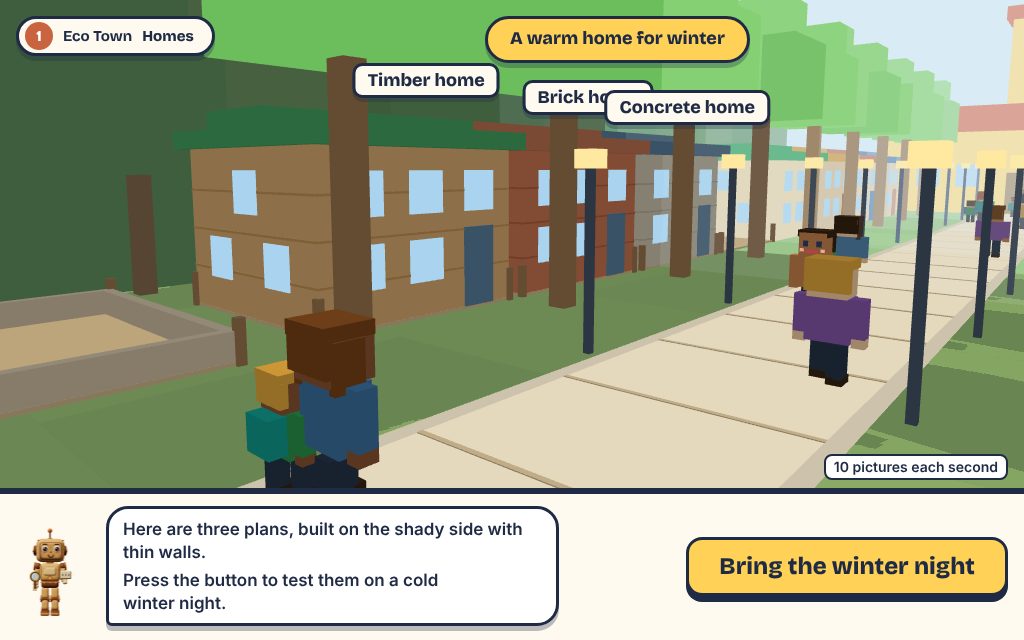 1 Eco Town Homes
A warm home for winter
Timber home
Brick ho
Concrete home
10 pictures each second
Here are three plans, built on the shady side with
thin walls.
Press the button to test them on a cold
winter night.
Bring the winter night